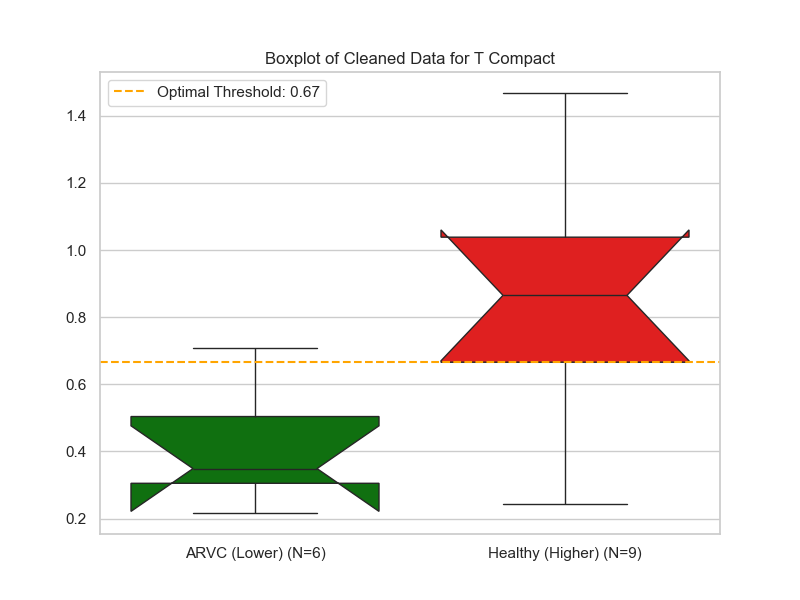 Boxplot of Cleaned Data for T Compact
Optimal Threshold: 0.67
1.4
1.2
1.0
0.8
0.6
0.4
0.2
ARVC (Lower) (N=6)
Healthy (Higher) (N=9)